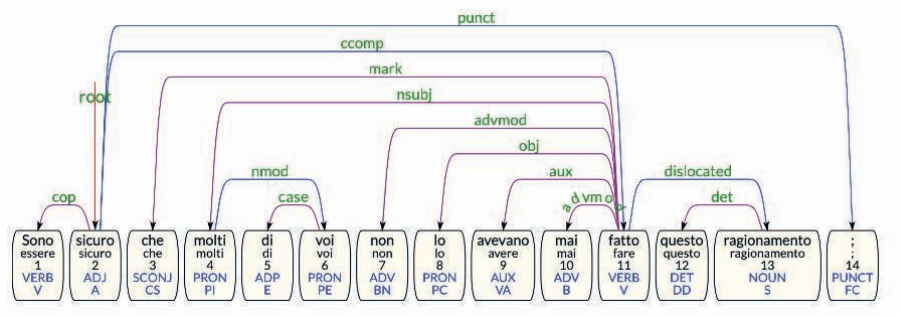 punct
ccomp
mark
root
nsubj
advmod
obj
nmod aux dislocated
cop case advmod det
Sono sicuro che molti di voi non lo avevano mai fatto questo ragionamento ;
essere sicuro che molti di voi non lo avere mai fare questo ragionamento ;
1 2 3 4 5 6 7 8 9 10 11 12 13 14
VERB ADJ SCONJ PRON ADP PRON ADV PRON AUX ADV VERB DET NOUN PUNCT
V A CS PI E PE BN PC VA B V DD S FC